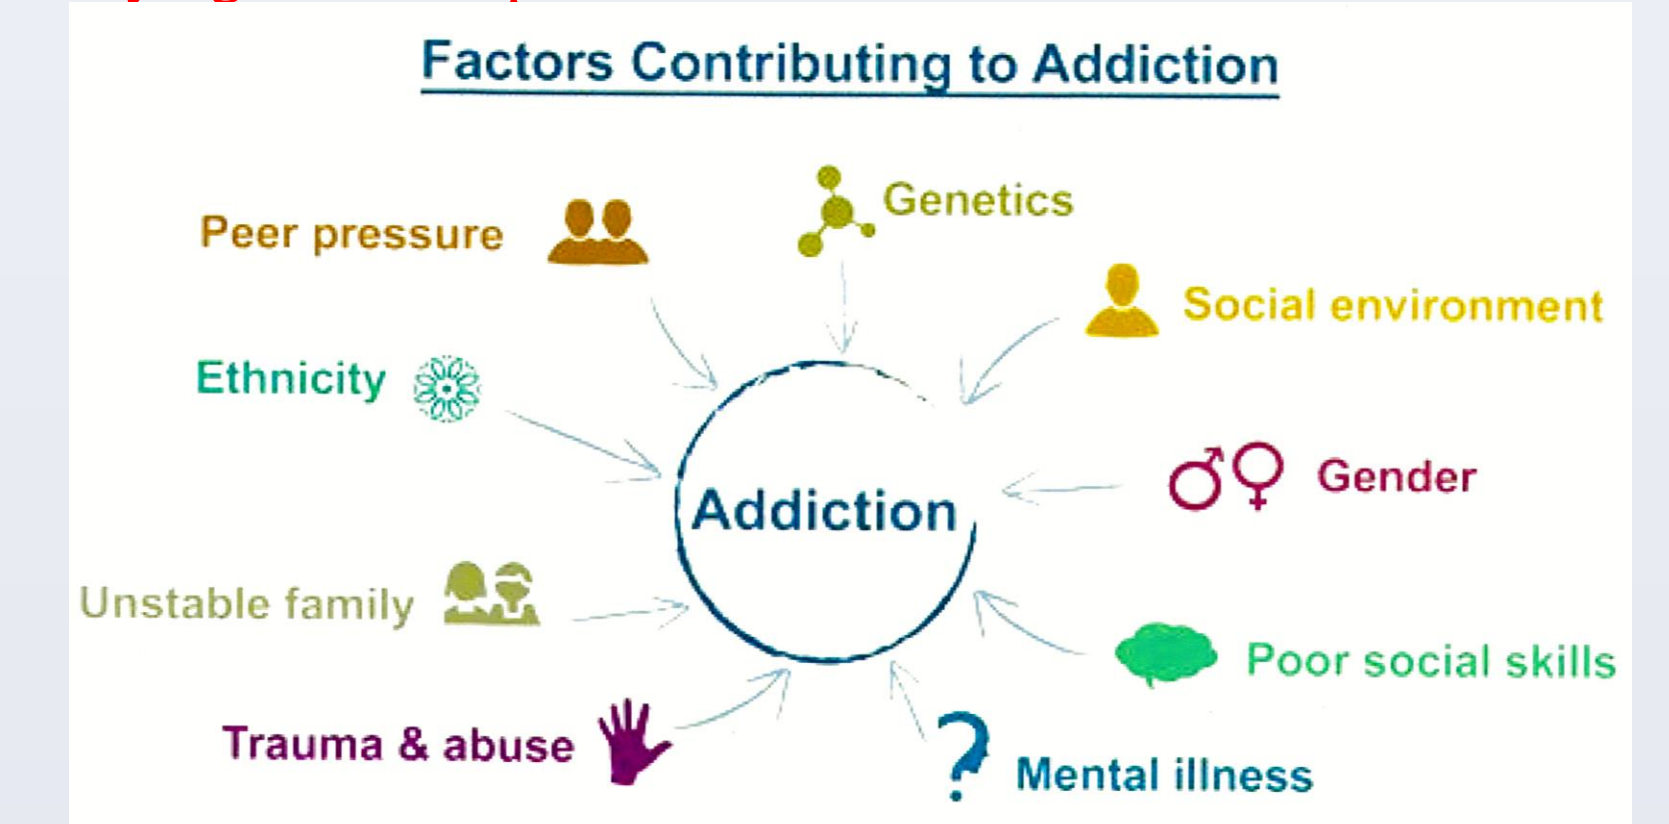 Factors Contributing to Addiction
Genetics
Peer pressure
Social environment
Ethnicity
Gender
Addiction
Unstable family
Poor social skills
Trauma & abuse
Mental illness